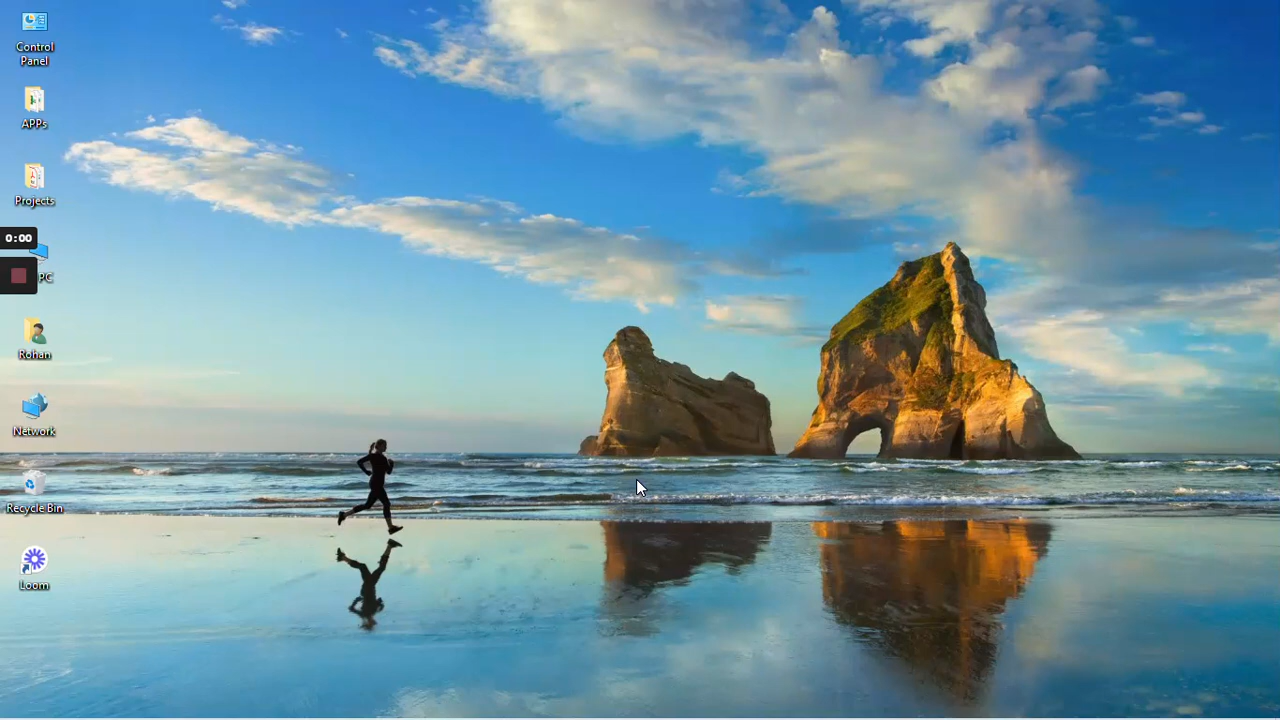 Control
Panel
APPs
Projects
0:00
PC
Rohan
Network
Recycle Bin
Loom